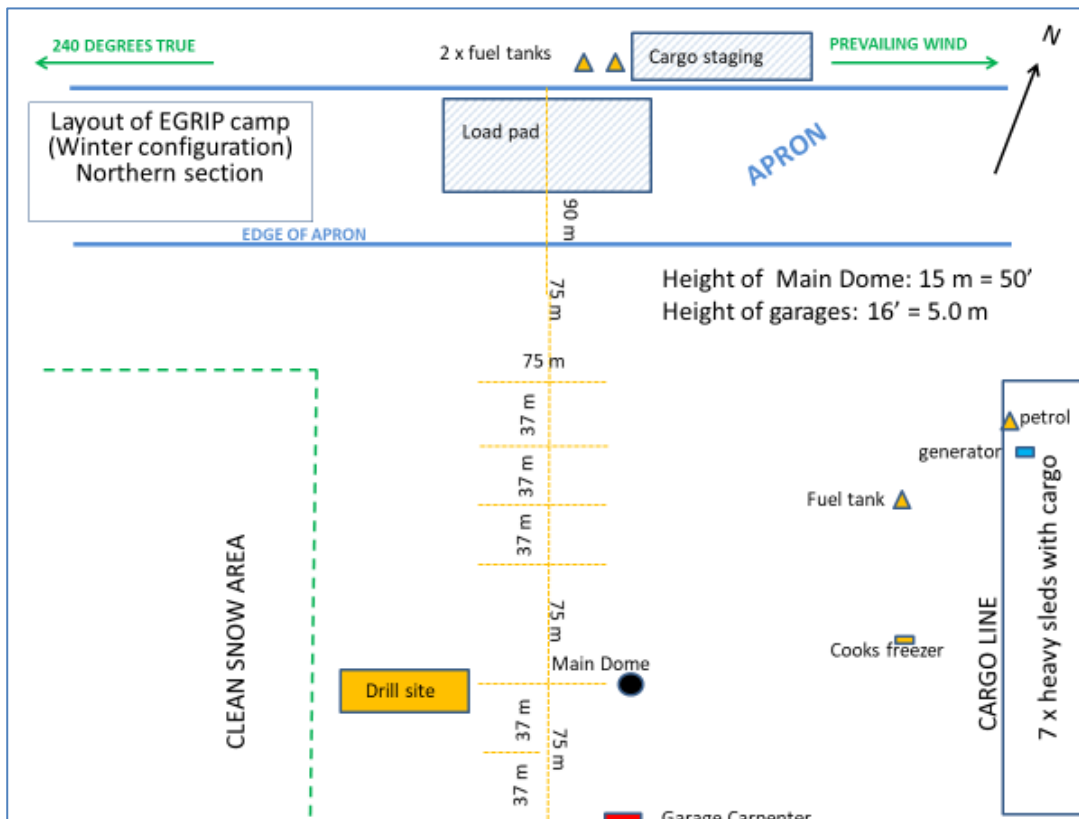 240 DEGREES TRUE
2 x fuel tanks
Cargo staging
PREVAILING WIND
N
Layout of EGRIP camp
(Winter configuration)
Northern section
Load pad
APRON
90 m
EDGE OF APRON
75 m
Height of Main Dome: 15 m = 50’
Height of garages: 16’ = 5.0 m
75 m
37 m
petrol
generator
37 m
Fuel tank
37 m
CLEAN SNOW AREA
CARGO LINE
7 x heavy sleds with cargo
75 m
Cooks freezer
Main Dome
Drill site
37 m
75 m
37 m
Garage Carpenter